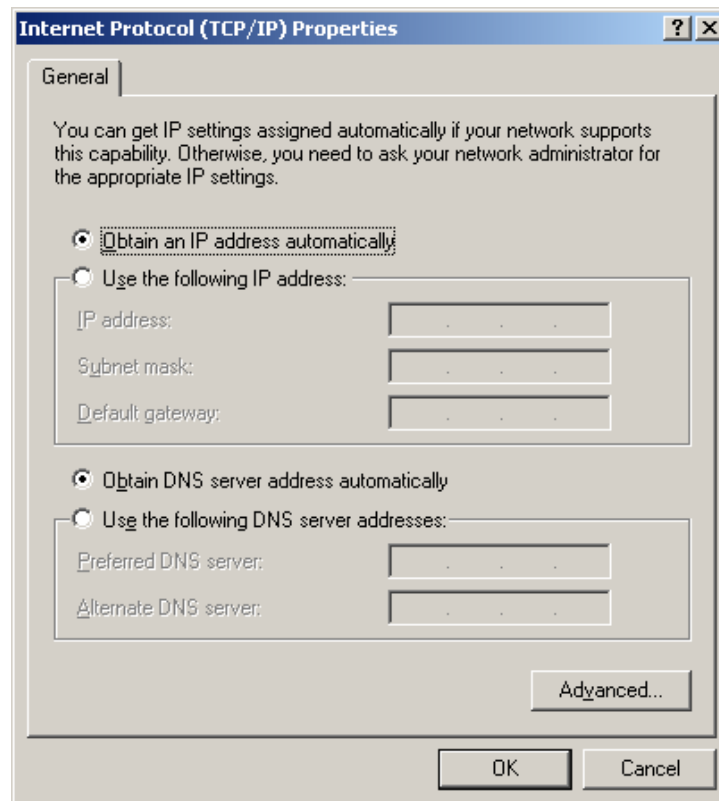 Internet Protocol (TCP/IP) Properties
General
You can get IP settings assigned automatically if your network supports
this capability. Otherwise, you need to ask your network administrator for
the appropriate IP settings.
Obtain an IP address automatically
Use the following IP address:
IP address:
Subnet mask:
Default gateway:
Obtain DNS server address automatically
Use the following DNS server addresses:
Preferred DNS server:
Alternate DNS server:
Advanced...
OK Cancel